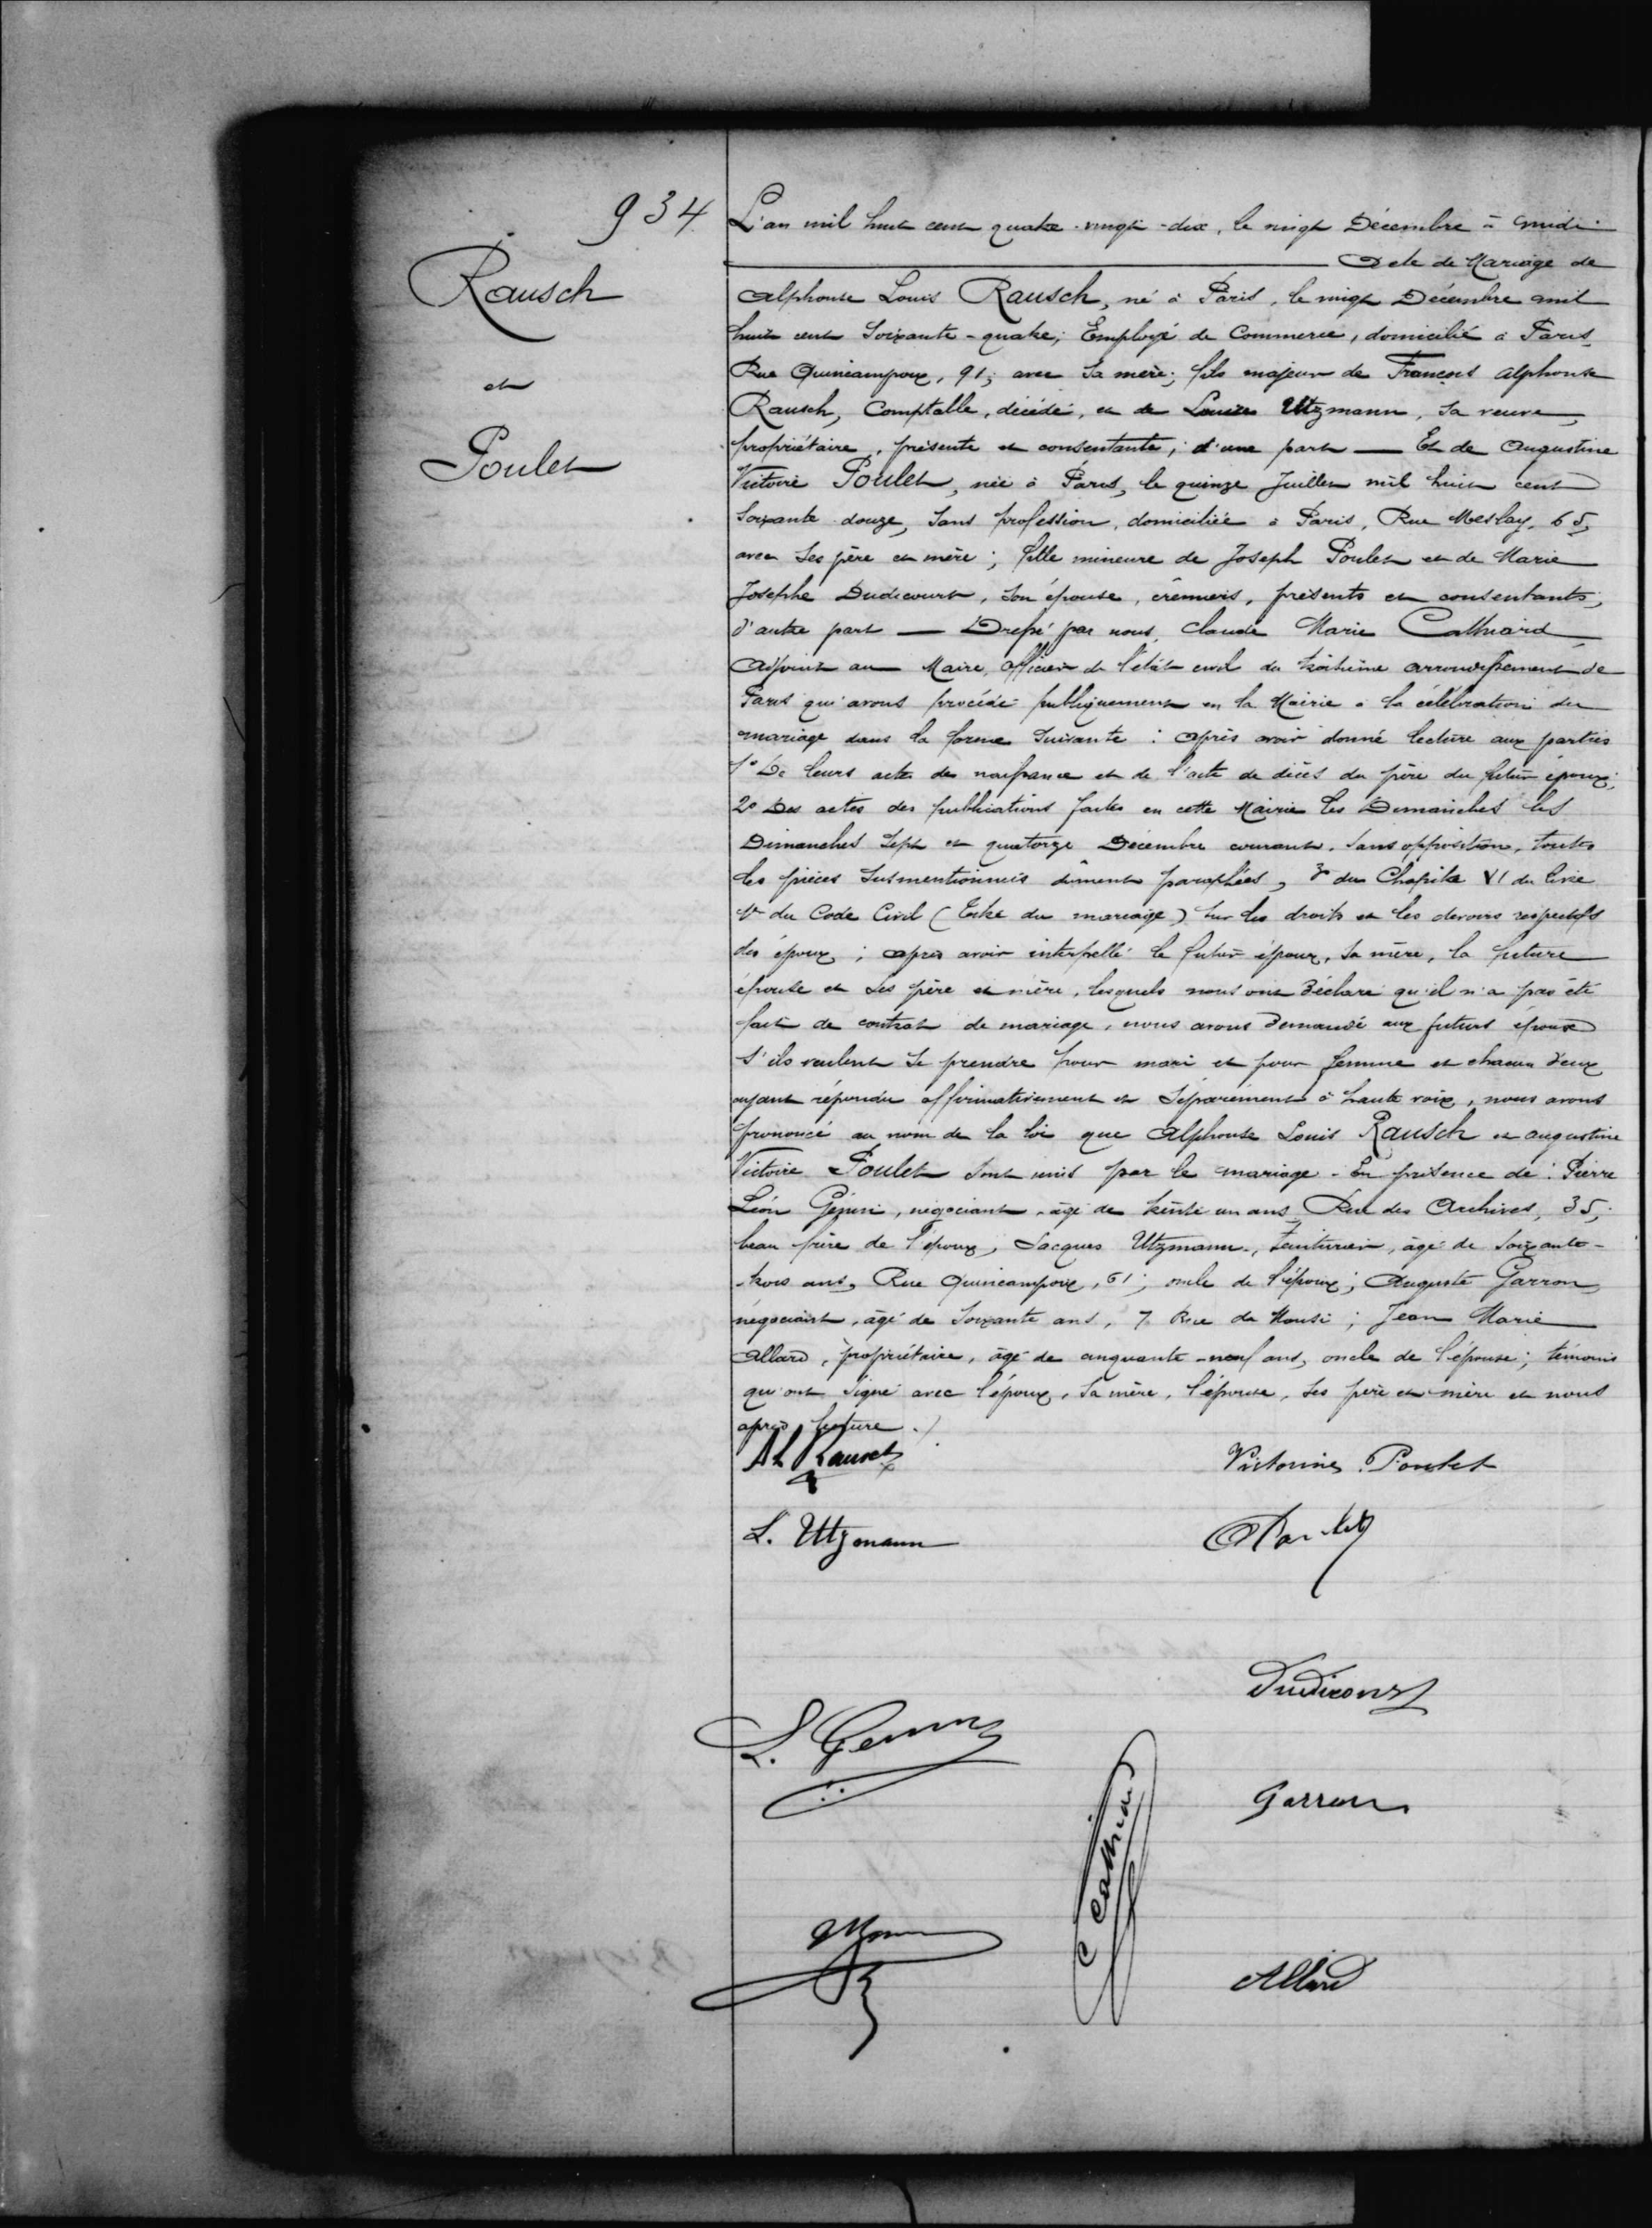 934
Rausch
et
Poulet
L'an mil huit cent quatre-vingt-dix, le vingt Décembre à midi
Acte de Mariage de
Alphonse Louis Rausch, né à Paris, le vingt Décembre mil
huit cent soixante-quatre; Employé de Commerce, domicilié à Paris
Rue Quincampoix, 91; avec sa mère; fils majeur de François Alphonse
Rausch, Comptable, décédé, et de Louise Utzmann, sa veuve,
propriétaire, présente et consentante; d'une part — Et de Augustine
Victoire Poulet, née à Paris, le quinze Juillet mil huit cent
soixante douze, sans profession, domiciliée à Paris, Rue Meslay, 65,
avec ses père et mère; fille mineure de Joseph Poulet et de Marie
Josephe Dudicourt, son épouse, crêmiers, présents et consentants;
d'autre part — Dressé par nous, Claude Marie Cathiard
Adjoint au Maire, officier de l'état civil du troisième arrondissement de
Paris qui avons procédé publiquement en la Mairie à la célébration du
mariage dans la forme suivante : après avoir donné lecture aux parties
1° De leurs actes de naissance et de l'acte de décès du père du futur époux;
2° Des actes des publications faites en cette Mairie les Dimanches les
Dimanches sept et quatorze Décembre courant, sans opposition, toutes
les pièces susmentionnées dûment paraphées, 3° du Chapitre VI du livre
1er du Code Civil (Titre du mariage) sur les droits et les devoirs respectifs
des époux; après avoir interpellé le futur époux, sa mère, la future
épouse et ses père et mère, lesquels nous ont déclaré qu'il n'a pas été
fait de contrat de mariage, nous avons demandé aux futurs époux
s'ils veulent se prendre pour mari et pour femme et chacun d'eux
ayant répondu affirmativement et séparément à haute voix, nous avons
prononcé au nom de la loi que Alphonse Louis Rausch et Augustine
Victoire Poulet sont unis par le mariage. En présence de : Pierre
Léon négociant, âgé de trente un ans, Rue des Archives, 35;
beau frère de l'époux, Jacques Utzmann, teinturier, âgé de soixante-
trois ans, Rue Quincampoix, 61; oncle de l'époux; Auguste Garron,
négociant, âgé de soixante ans, 7 Rue de; Jean Marie
Allard, propriétaire, âgé de cinquante-neuf ans, oncle de l'épouse; témoins
qui ont signé avec l'époux, sa mère, l'épouse, ses père et mère et nous
après lecture ./.
AL Rausch
Victorine Poulet
L. Utzmann
Poulet
Dudicourt
L.
Garron
C Cathiard
Allard